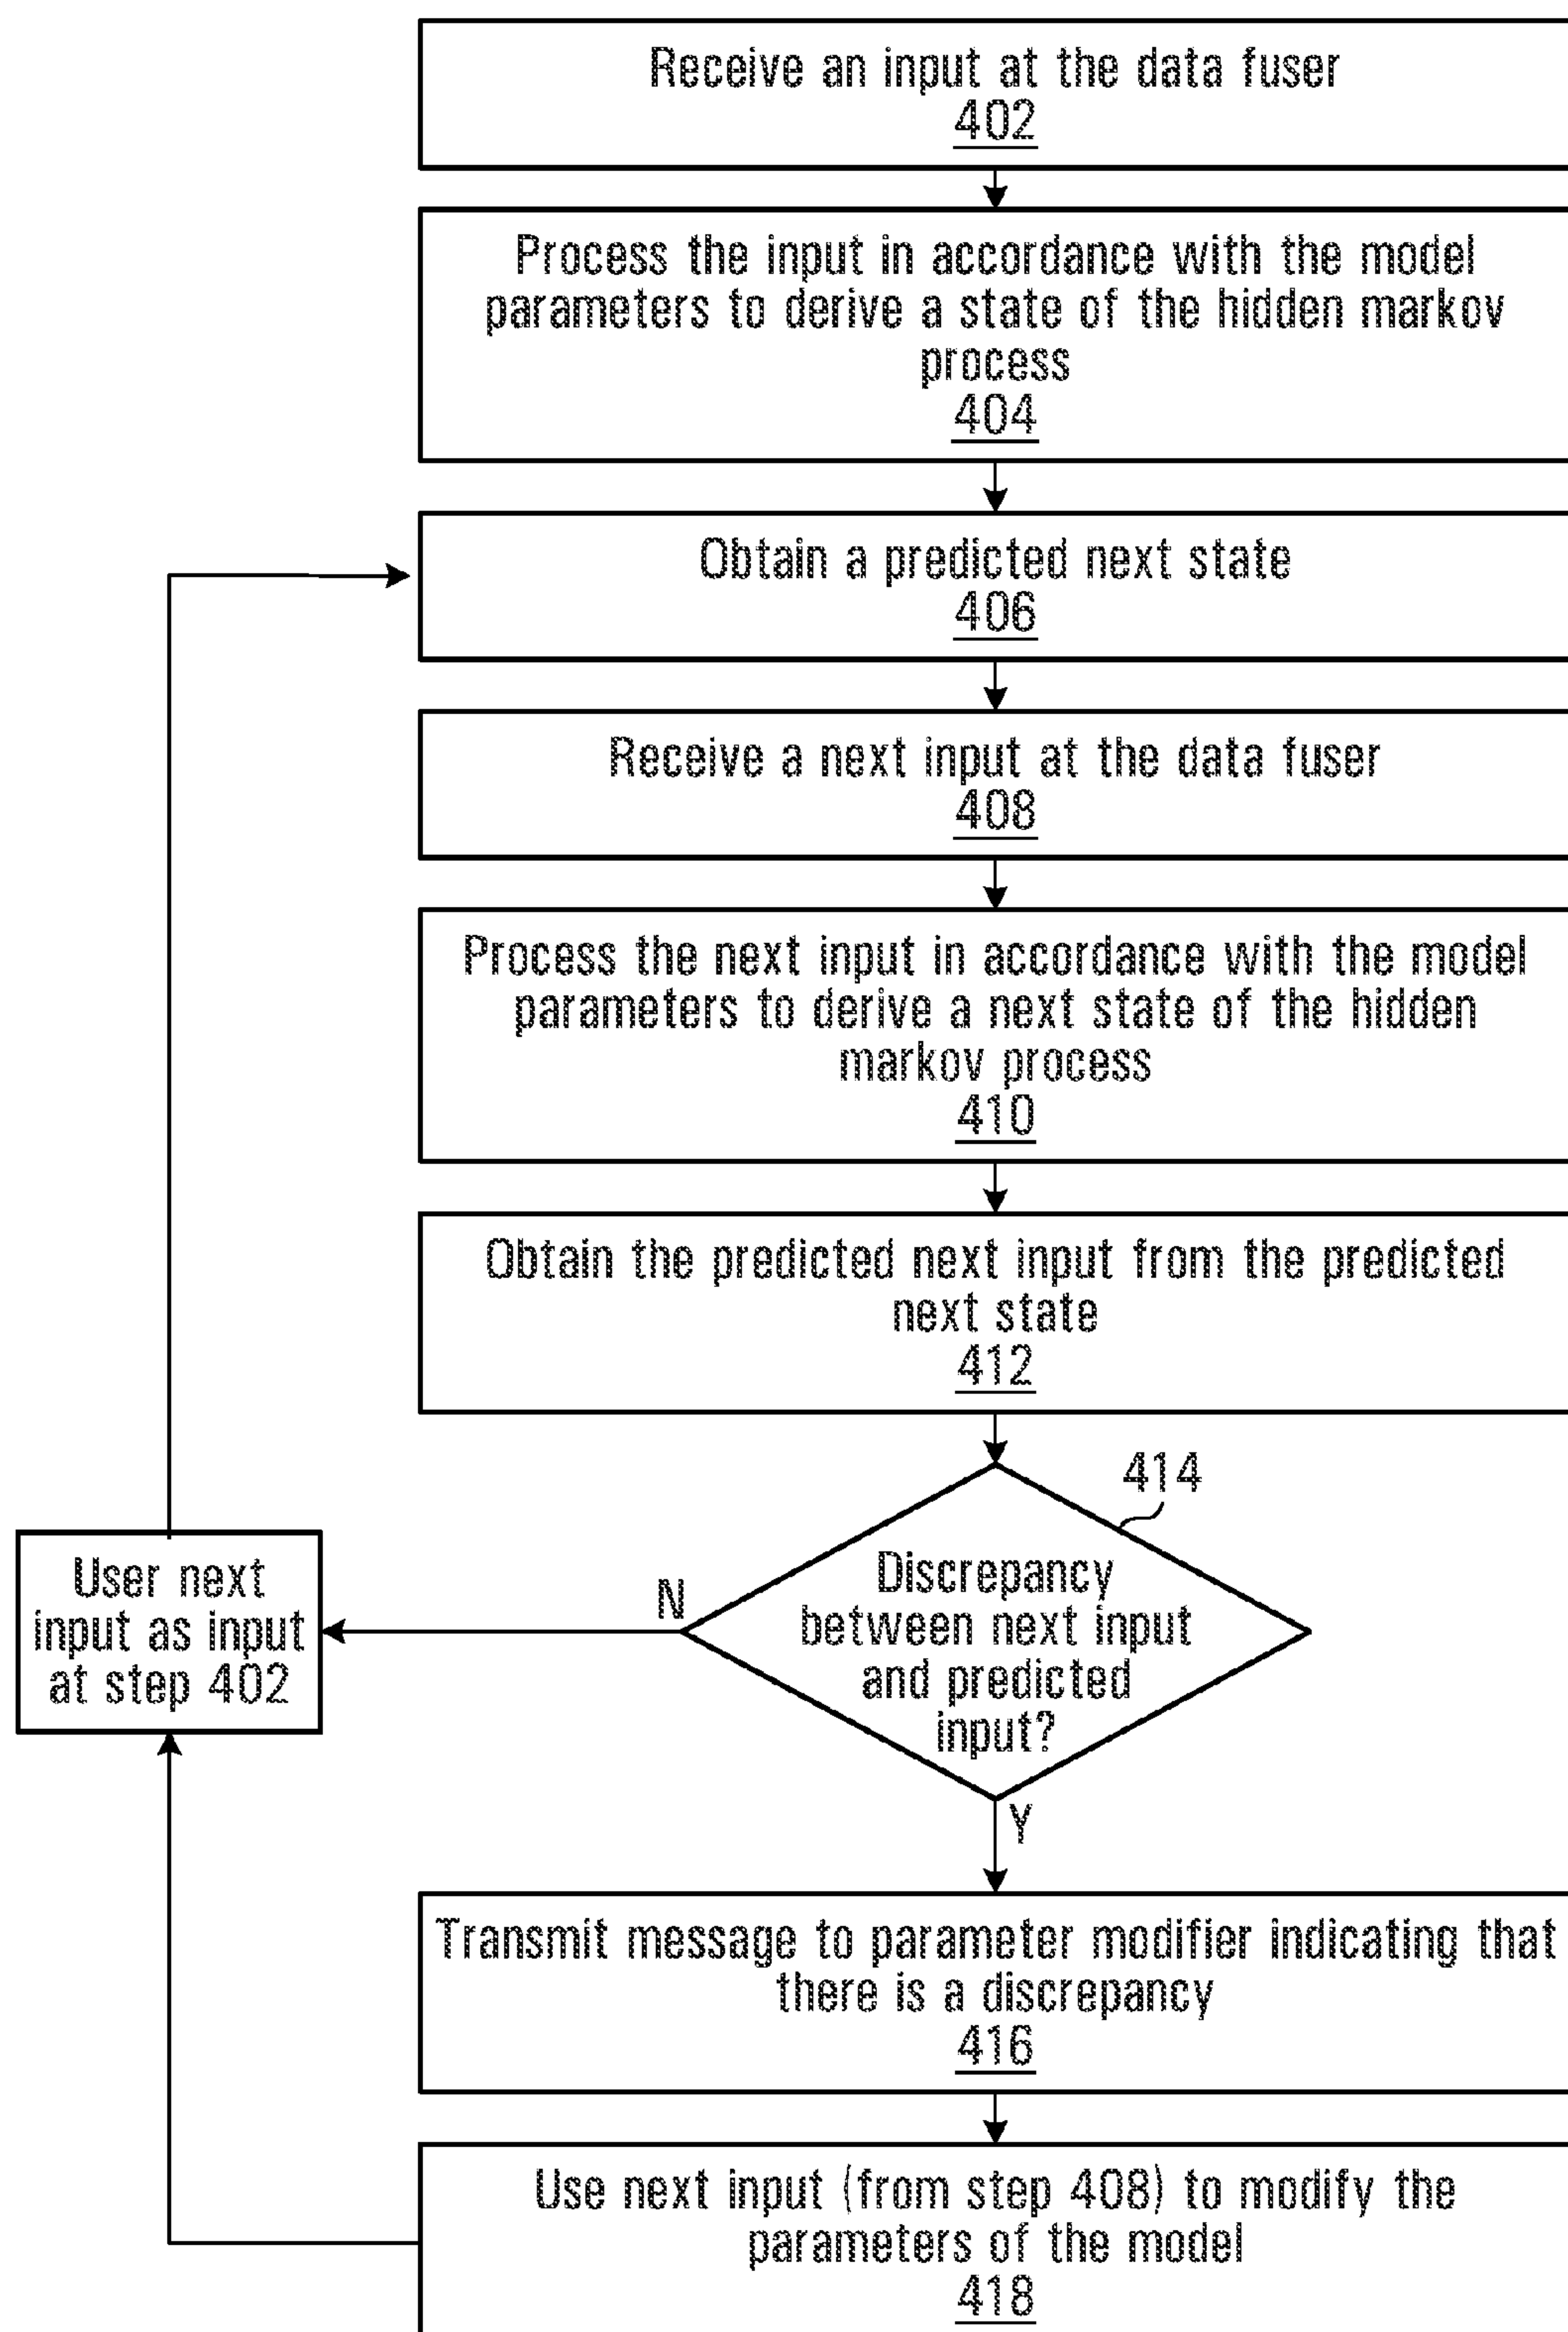 Receive an input at the data fuser
402
Process the input in accordance with the model
parameters to derive a state of the hidden markov
process
404
Obtain a predicted next state
406
Receive a next input at the data fuser
408
Process the next input in accordance with the model
parameters to derive a next state of the hidden
markov process
410
Obtain the predicted next input from the predicted
next state
412
414
Discrepancy
between next input
and predicted
input?
N
Y
User next
input as input
at step 402
Transmit message to parameter modifier indicating that
there is a discrepancy
416
Use next input (from step 408) to modify the
parameters of the model
418